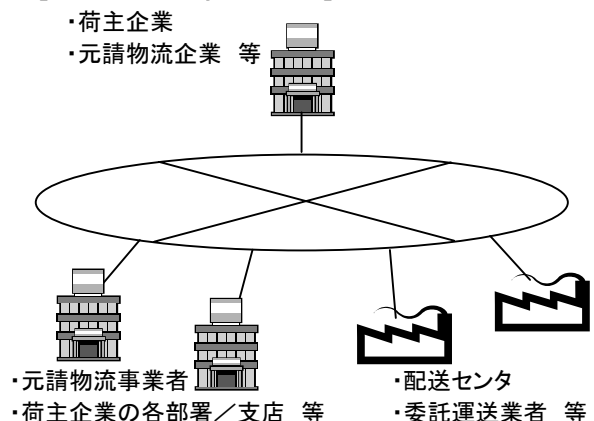 ・荷主企業
・元請物流企業　等
・元請物流事業者
・荷主企業の各部署／支店　等
・配送センタ
・委託運送業者　等